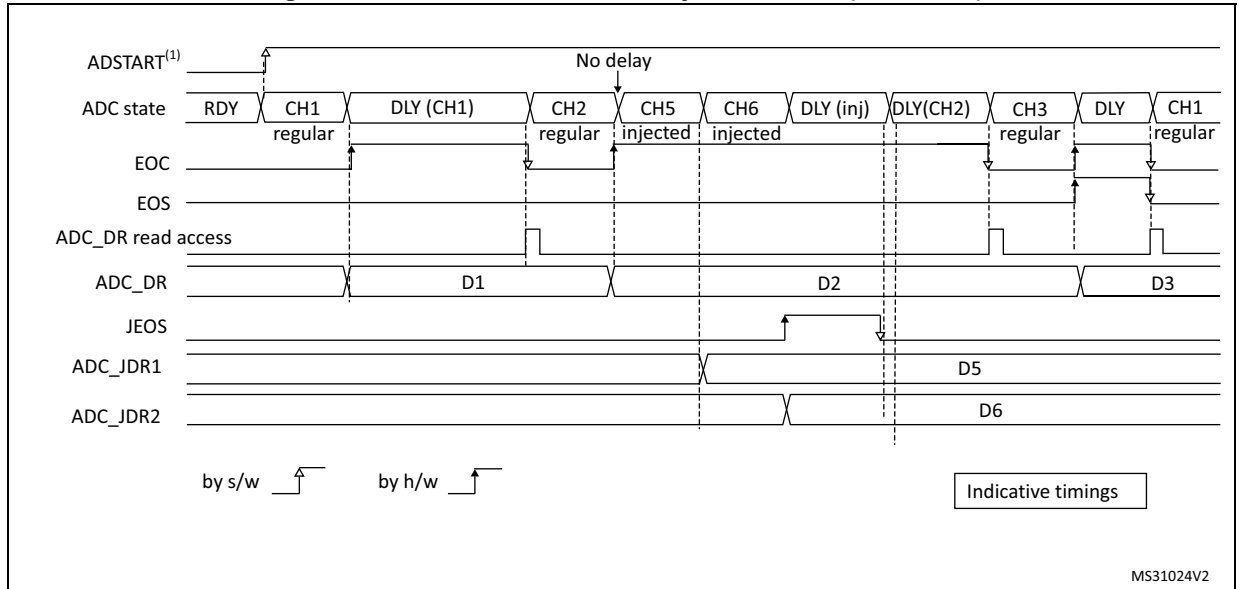 ADSTART(1)
No delay
ADC state RDY CH1 DLY (CH1) CH2 CH5 CH6 DLY (inj) DLY(CH2) CH3 DLY CH1
regular regular injected injected regular regular
EOC
EOS
ADC_DR read access
ADC_DR D1 D2 D3
JEOS
ADC_JDR1 D5
ADC_JDR2 D6
by s/w by h/w Indicative timings
MS31024V2